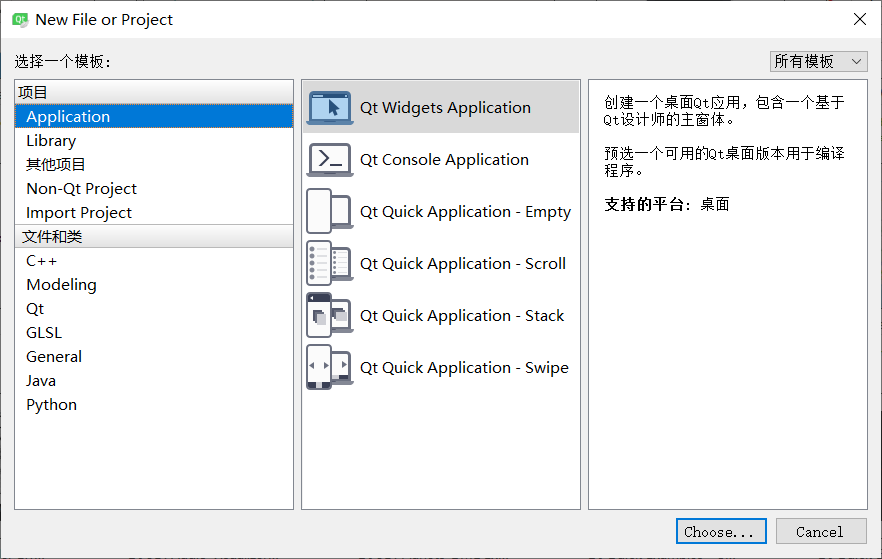 New File or Project
选择一个模板：
所有模板
项目
Application
Library
其他项目
Non-Qt Project
Import Project
文件和类
C++
Modeling
Qt
GLSL
General
Java
Python
Qt Widgets Application
Qt Console Application
Qt Quick Application - Empty
Qt Quick Application - Scroll
Qt Quick Application - Stack
Qt Quick Application - Swipe
创建一个桌面Qt应用，包含一个基于
Qt设计师的主窗体。
预选一个可用的Qt桌面版本用于编译
程序。
支持的平台：桌面
Choose...
Cancel